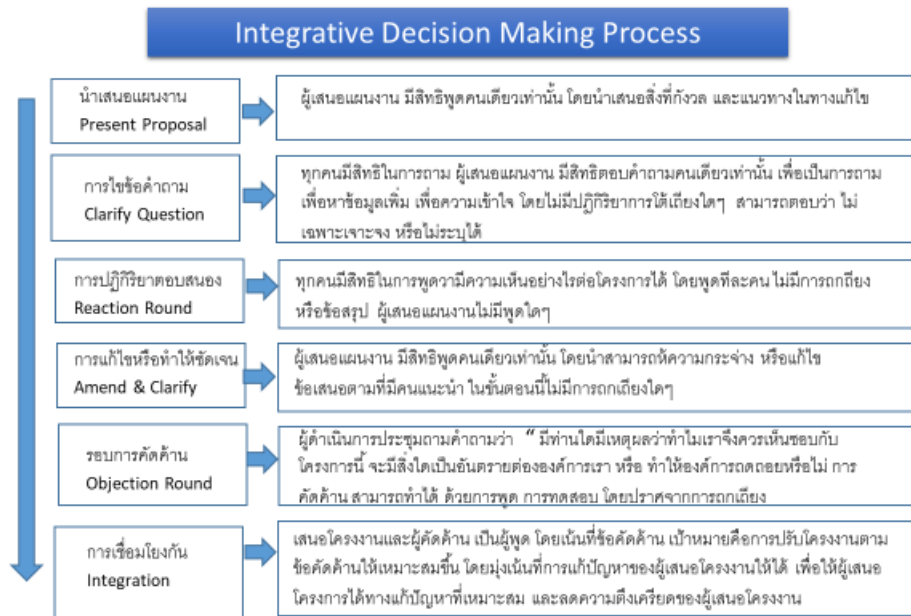 Integrative Decision Making Process
นำเสนอแผนงาน
Present Proposal
ผู้เสนอแผนงาน มีสิทธิพูดคนเดียวเท่านั้น โดยนำเสนอสิ่งที่กังวล และแนวทางในทางแก้ไข
การไขข้อคำถาม
Clarify Question
ทุกคนมีสิทธิในการถาม ผู้เสนอแผนงาน มีสิทธิตอบคำถามคนเดียวเท่านั้น เพื่อเป็นการถาม
เพื่อหาข้อมูลเพิ่ม เพื่อความเข้าใจ โดยไม่มีปฏิกิริยาการโต้เถียงใดๆ สามารถตอบว่า ไม่
เฉพาะเจาะจง หรือไม่ระบุได้
การปฏิกิริยาตอบสนอง
Reaction Round
ทุกคนมีสิทธิในการพูดวามีความเห็นอย่างไรต่อโครงการได้ โดยพูดทีละคน ไม่มีการถกถียง
หรือข้อสรุป ผู้เสนอแผนงานไม่มีพูดใดๆ
การแก้ไขหรือทำให้ชัดเจน
Amend & Clarify
ผู้เสนอแผนงาน มีสิทธิพูดคนเดียวเท่านั้น โดยนำสามารถห้ความกระจ่าง หรือแก้ไข
ข้อเสนอตามที่มีคนแนะนำ ในขั้นตอนนี้ไม่มีการถกเถียงใดๆ
รอบการคัดค้าน
Objection Round
ผู้ดำเนินการประชุมถามคำถามว่า “ มีท่านใดมีเหตุผลว่าทำไมเราจึงควรเห็นชอบกับ
โครงการนี้ จะมีสิ่งใดเป็นอันตรายต่อองค์การเรา หรือ ทำให้องค์การถดถอยหรือไม่ การ
คัดค้าน สามารถทำได้ ด้วยการพูด การทดสอบ โดยปราศจากการถกเถียง
การเชื่อมโยงกัน
Integration
เสนอโครงงานและผู้คัดค้าน เป็นผู้พูด โดยเน้นที่ข้อคัดค้าน เป้าหมายคือการปรับโครงงานตาม
ข้อคัดค้านให้เหมาะสมขึ้น โดยมุ่งเน้นที่การแก้ปัญหาของผู้เสนอโครงงานให้ได้ เพื่อให้ผู้เสนอ
โครงการได้ทางแก้ปัญหาที่เหมาะสม และลดความตึงเครียดของผู้เสนอโครงงาน